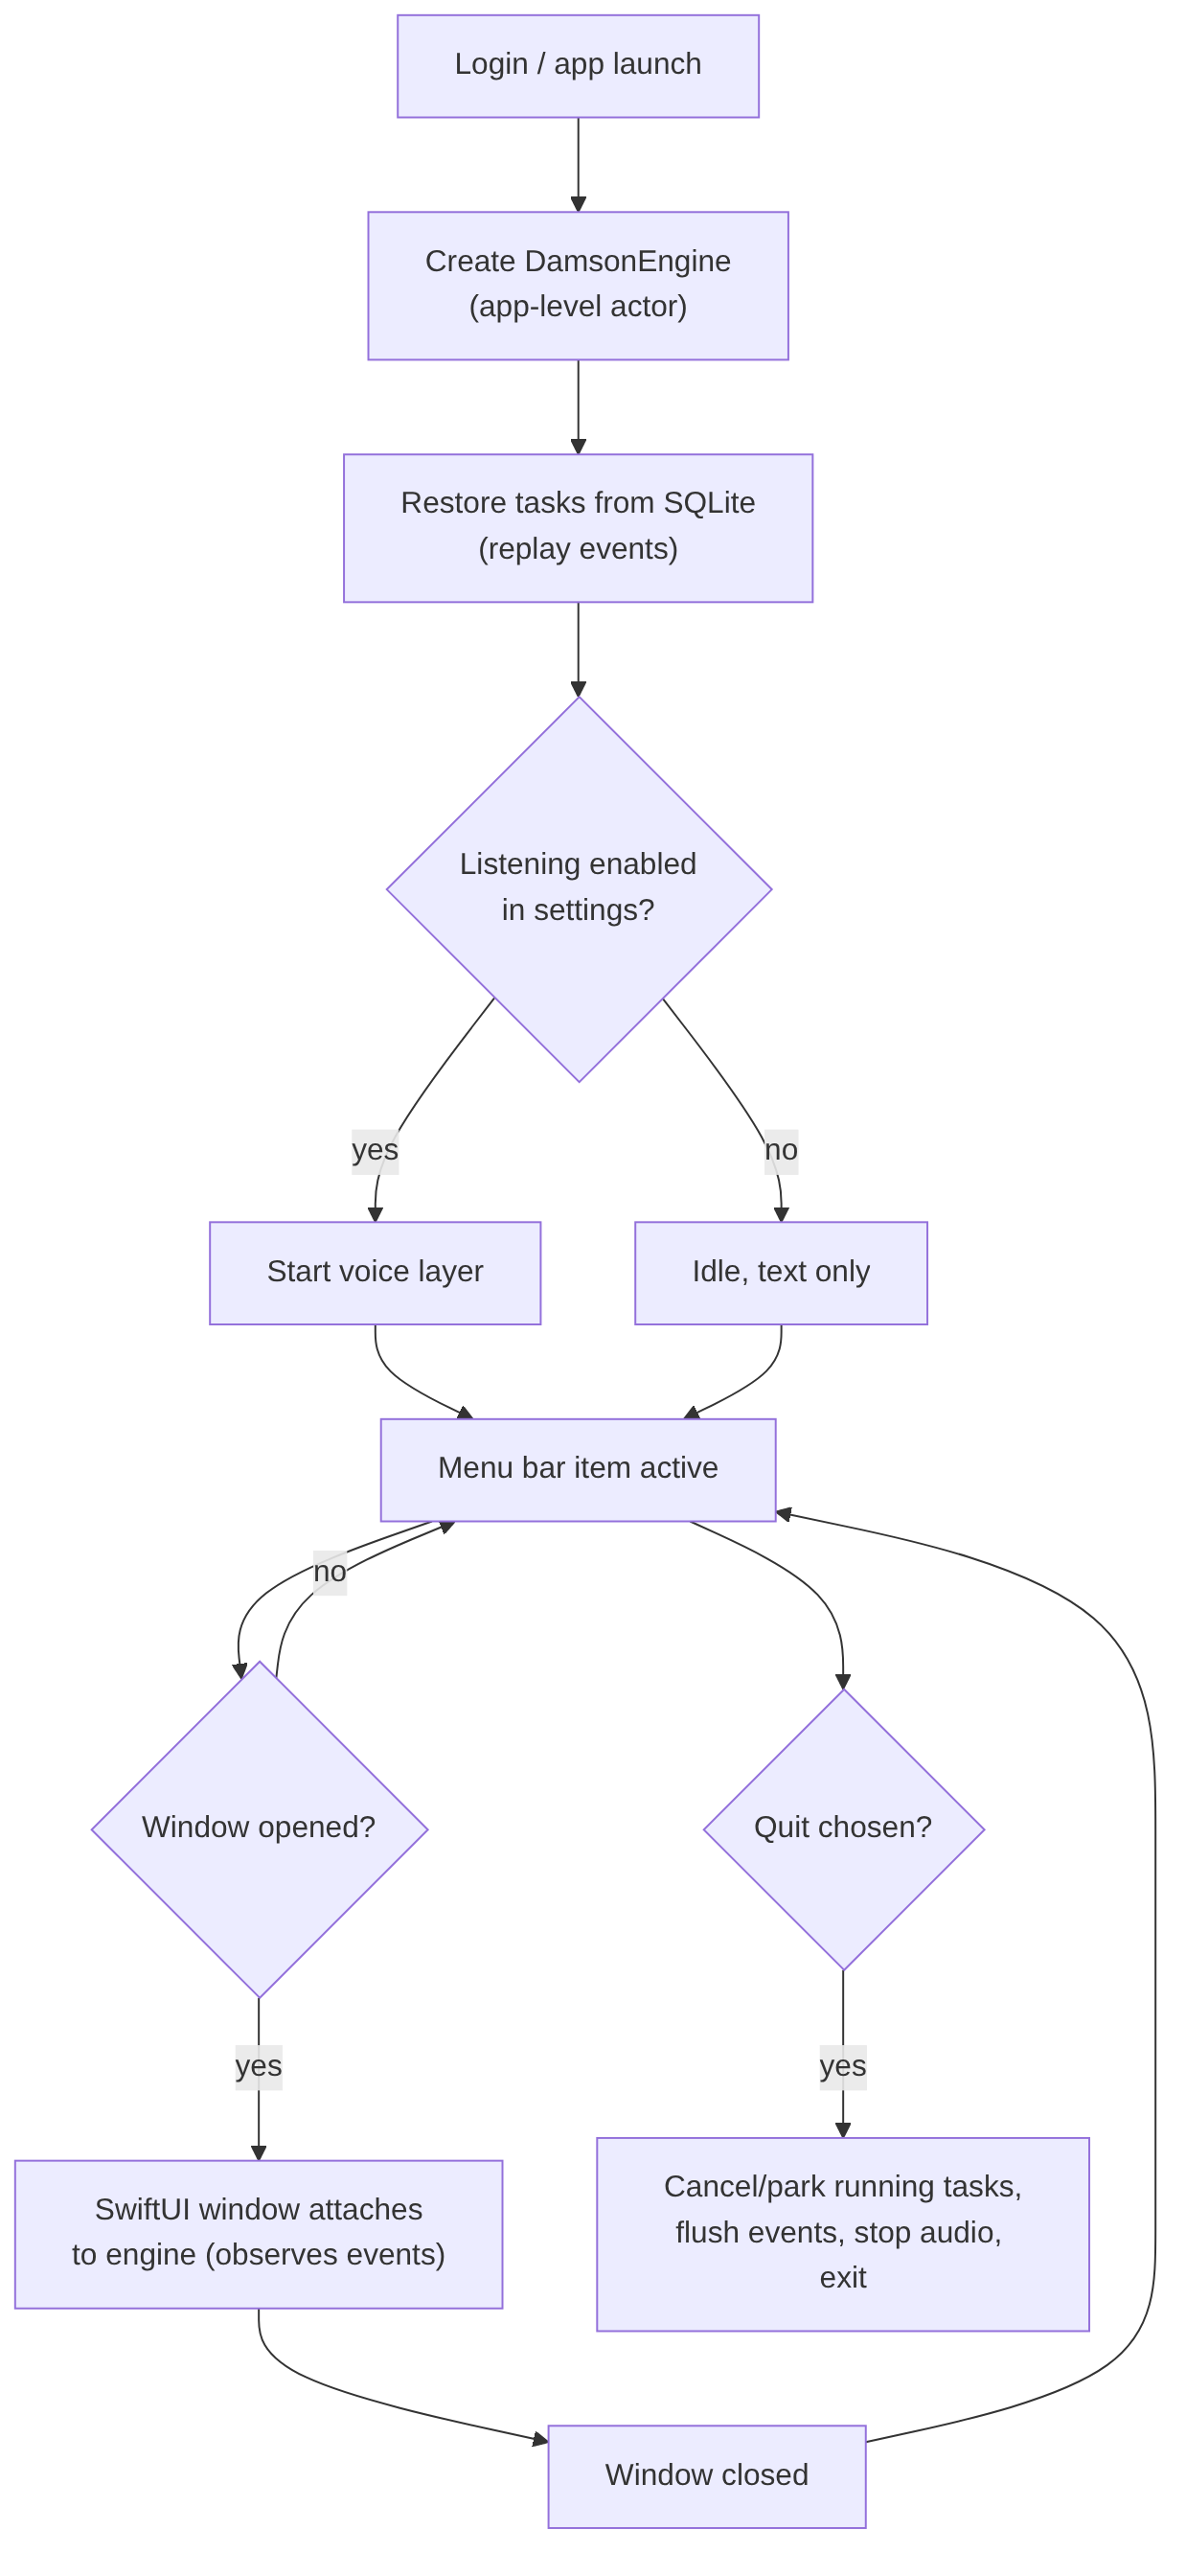 Login / app launch
Create DamsonEngine
(app-level actor)
Restore tasks from SQLite
(replay events)
Listening enabled
in settings?
yes
no
Start voice layer
Idle, text only
Menu bar item active
no
Window opened?
Quit chosen?
yes
yes
SwiftUI window attaches
to engine (observes events)
Cancel/park running tasks,
flush events, stop audio,
exit
Window closed